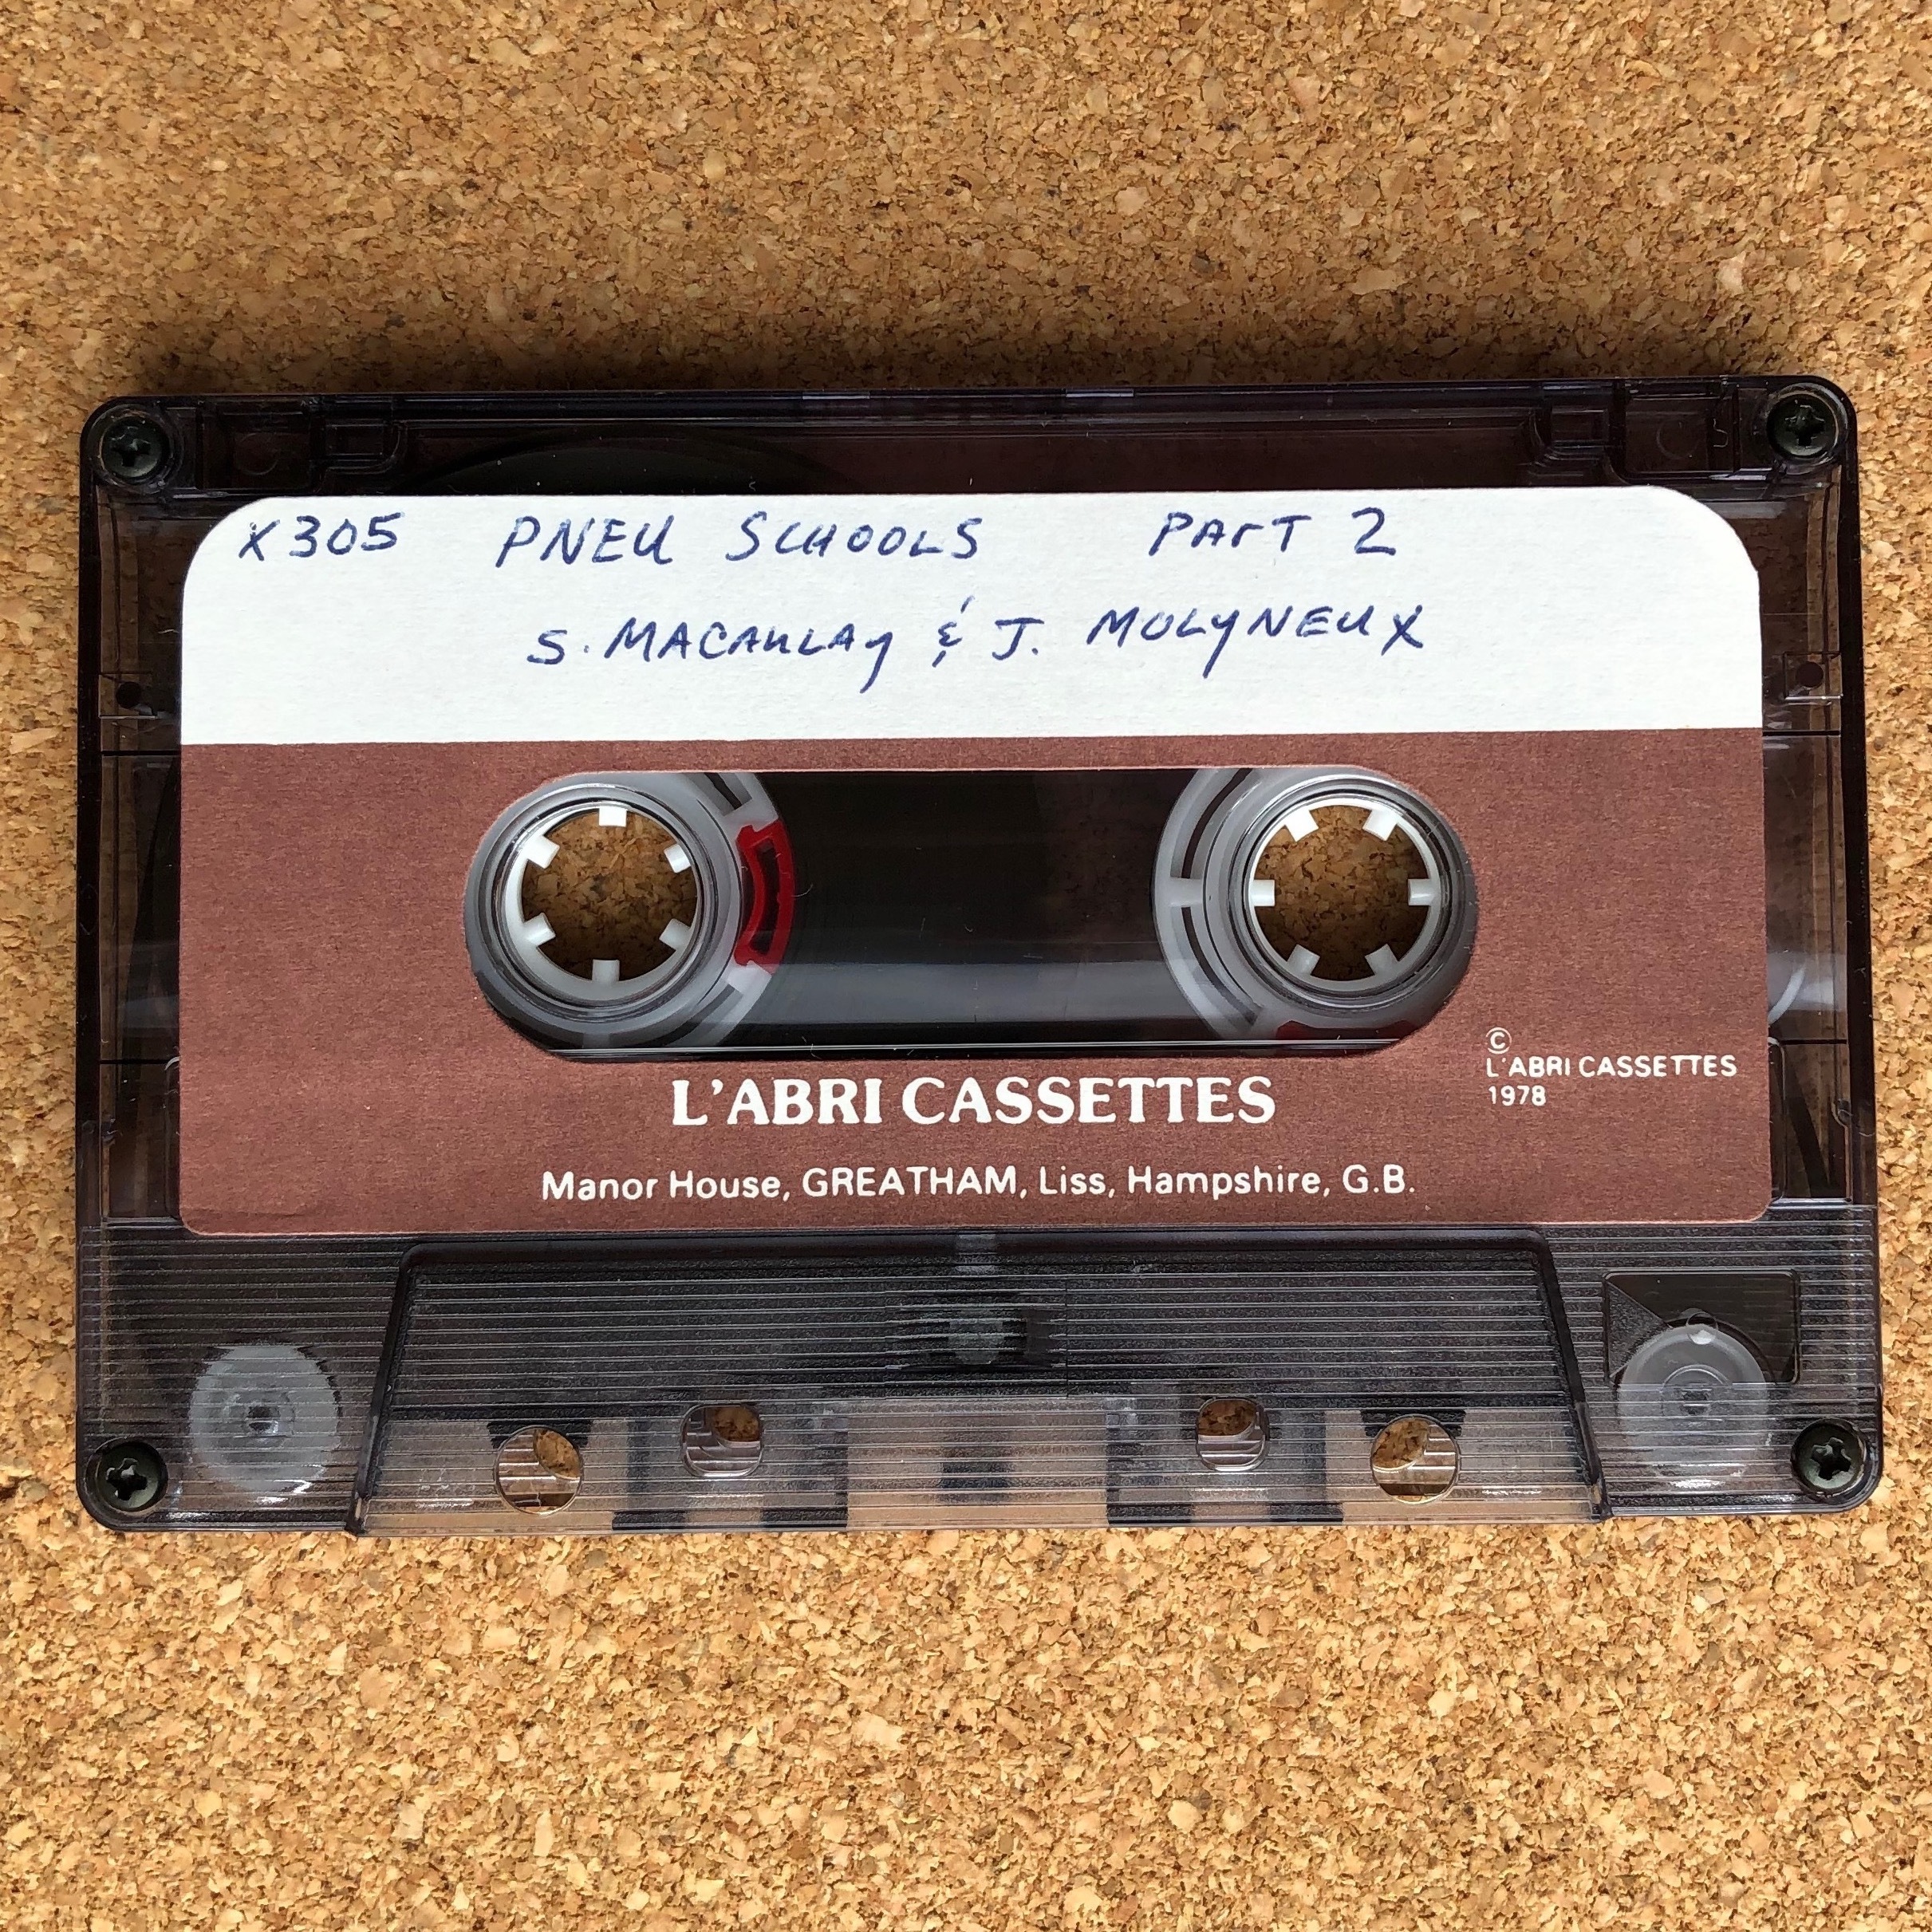 X305 PNEU SCHOOLS PART 2
S. MACAULAY & J. MOLYNEUX
©
L'ABRI CASSETTES
1978
L'ABRI CASSETTES
Manor House, GREATHAM, Liss, Hampshire, G.B.